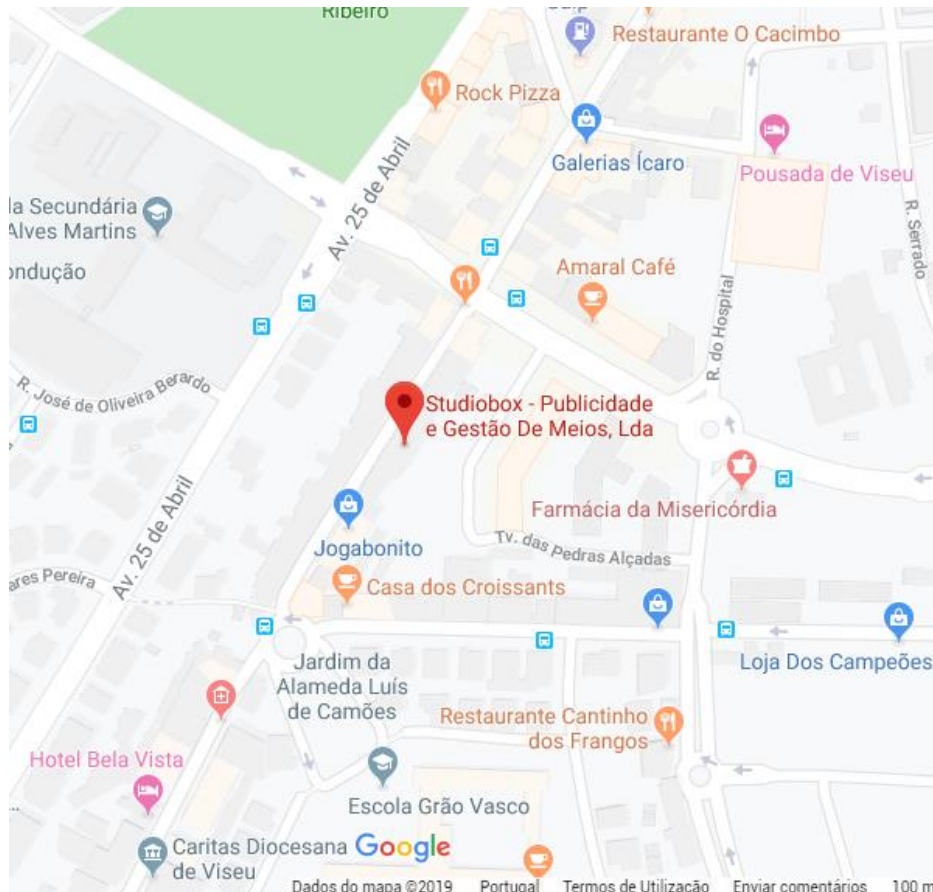 Ribeiro
Restaurante O Cacimbo
Rock Pizza
Galerias Ícaro
Pousada de Viseu
Av. 25 de Abril
la Secundária
Alves Martins
ondução
R. Serrado
Amaral Café
R. do Hospital
R. José de Oliveira Berardo
Studiobox - Publicidade
e Gestão De Meios, Lda
Farmácia da Misericórdia
Av. 25 de Abril
Jogabonito
Tv. das Pedras Alçadas
ares Pereira
Casa dos Croissants
Loja Dos Campeões
Jardim da
Alameda Luís
de Camões
Restaurante Cantinho
dos Frangos
Hotel Bela Vista
Escola Grão Vasco
Caritas Diocesana
de Viseu
Google
Dados do mapa ©2019 Portugal Termos de Utilização Enviar comentários 100 m